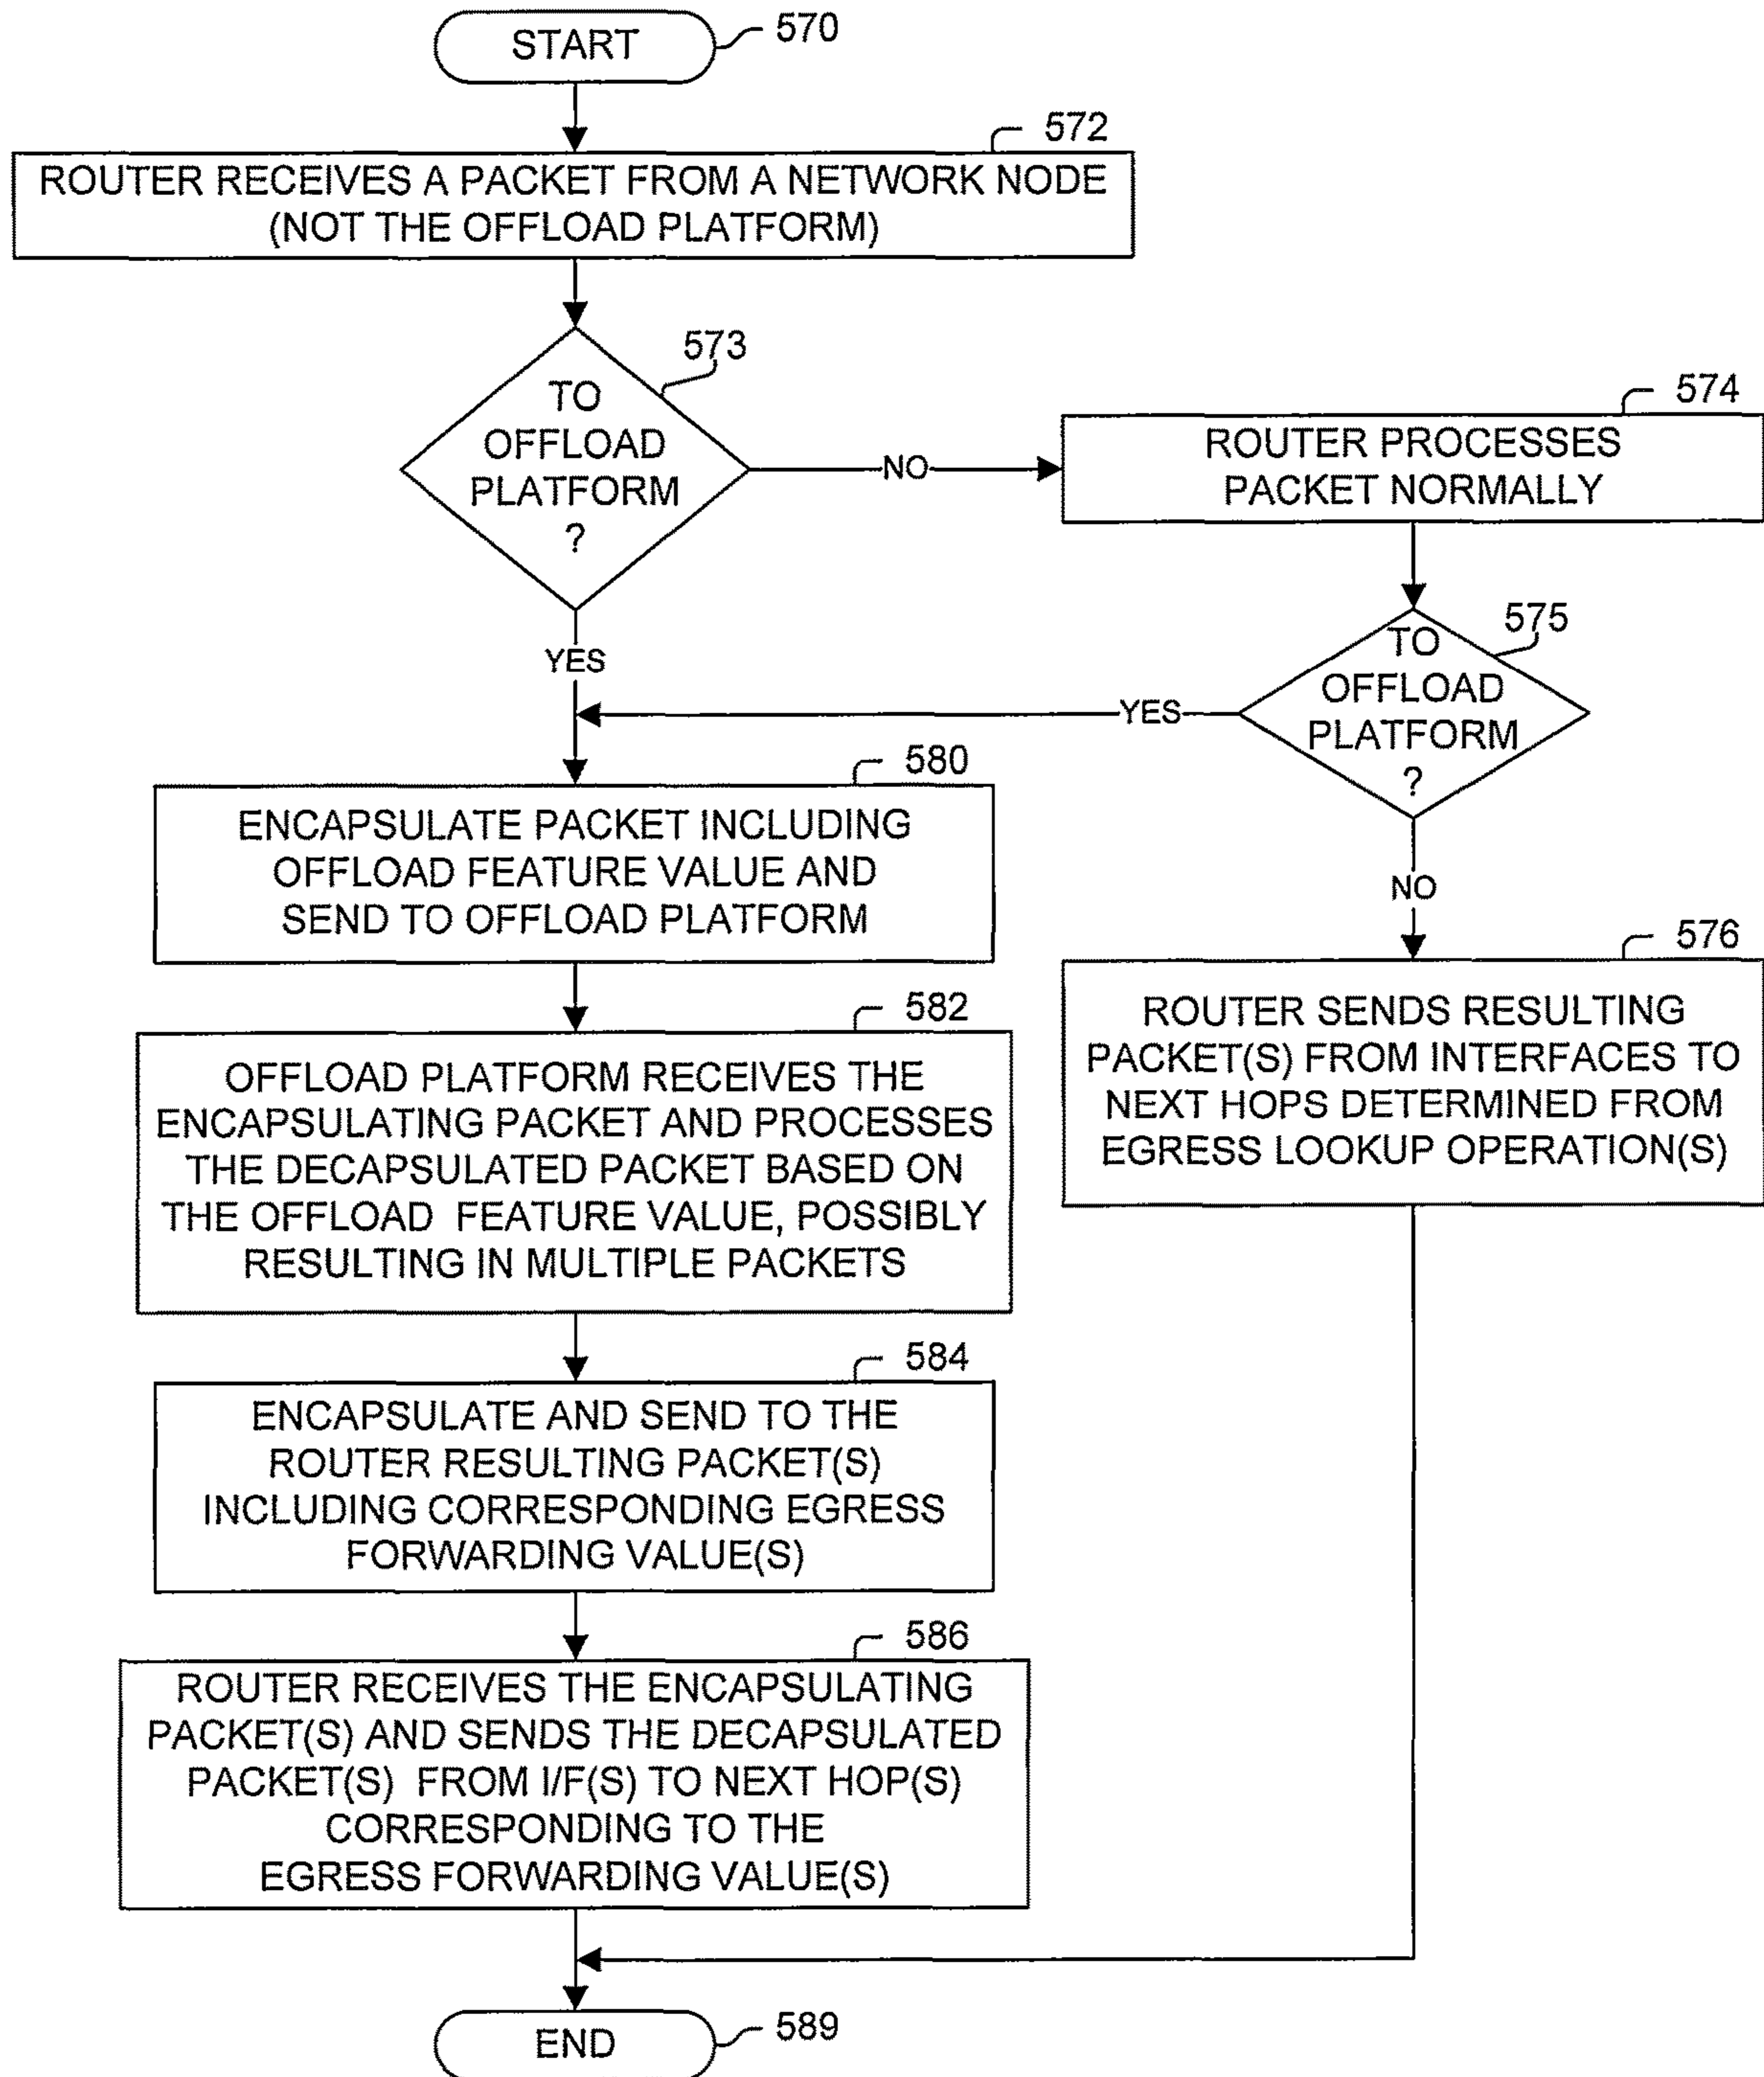 START
570
572
ROUTER RECEIVES A PACKET FROM A NETWORK NODE
(NOT THE OFFLOAD PLATFORM)
573
TO
OFFLOAD
PLATFORM
?
NO
574
ROUTER PROCESSES
PACKET NORMALLY
YES
575
TO
OFFLOAD
PLATFORM
?
YES
NO
580
ENCAPSULATE PACKET INCLUDING
OFFLOAD FEATURE VALUE AND
SEND TO OFFLOAD PLATFORM
576
ROUTER SENDS RESULTING
PACKET(S) FROM INTERFACES TO
NEXT HOPS DETERMINED FROM
EGRESS LOOKUP OPERATION(S)
582
OFFLOAD PLATFORM RECEIVES THE
ENCAPSULATING PACKET AND PROCESSES
THE DECAPSULATED PACKET BASED ON
THE OFFLOAD FEATURE VALUE, POSSIBLY
RESULTING IN MULTIPLE PACKETS
584
ENCAPSULATE AND SEND TO THE
ROUTER RESULTING PACKET(S)
INCLUDING CORRESPONDING EGRESS
FORWARDING VALUE(S)
586
ROUTER RECEIVES THE ENCAPSULATING
PACKET(S) AND SENDS THE DECAPSULATED
PACKET(S) FROM I/F(S) TO NEXT HOP(S)
CORRESPONDING TO THE
EGRESS FORWARDING VALUE(S)
END
589